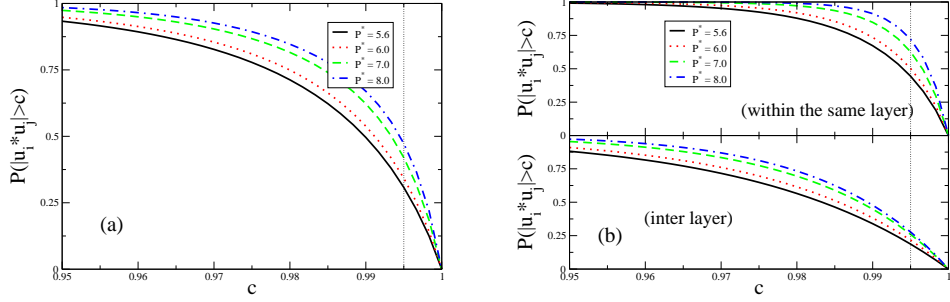 P(|u_i*u_j|>c)
1
0.75
0.5
0.25
0
P* = 5.6
P* = 6.0
P* = 7.0
P* = 8.0
(a)
0.95 0.96 0.97 0.98 0.99 1
c
P(|u_i*u_j|>c)
1
0.75
0.5
0.25
0
P* = 5.6
P* = 6.0
P* = 7.0
P* = 8.0
(within the same layer)
P(|u_i*u_j|>c)
1
0.75
0.5
0.25
0
(inter layer)
(b)
0.95 0.96 0.97 0.98 0.99 1
c